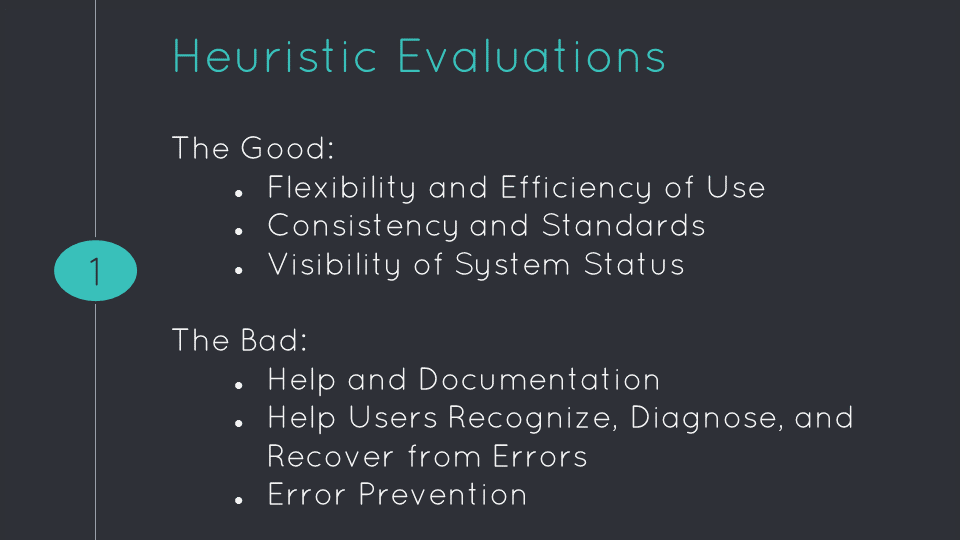 Heuristic Evaluations
The Good:
● Flexibility and Efficiency of Use
● Consistency and Standards
● Visibility of System Status
1
The Bad:
● Help and Documentation
● Help Users Recognize, Diagnose, and
Recover from Errors
● Error Prevention